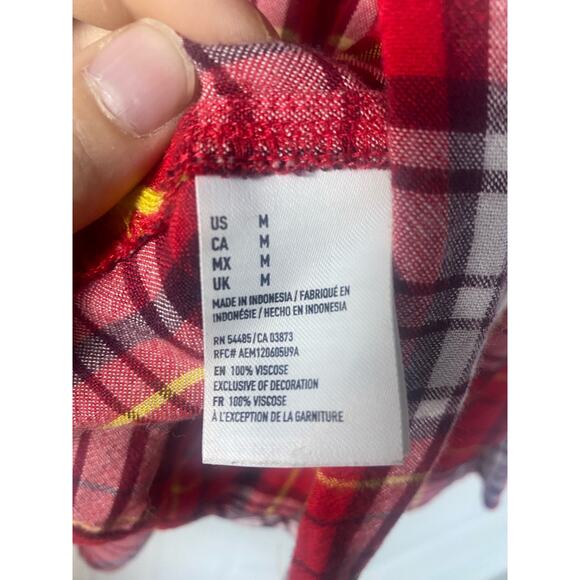 US M
CA M
MX M
UK M
MADE IN INDONESIA / FABRIQUÉ EN
INDONÉSIE / HECHO EN INDONESIA
RN 54485 / CA 03873
RFC# AEM120605U9A
EN 100% VISCOSE
EXCLUSIVE OF DECORATION
FR 100% VISCOSE
À L'EXCEPTION DE LA GARNITURE